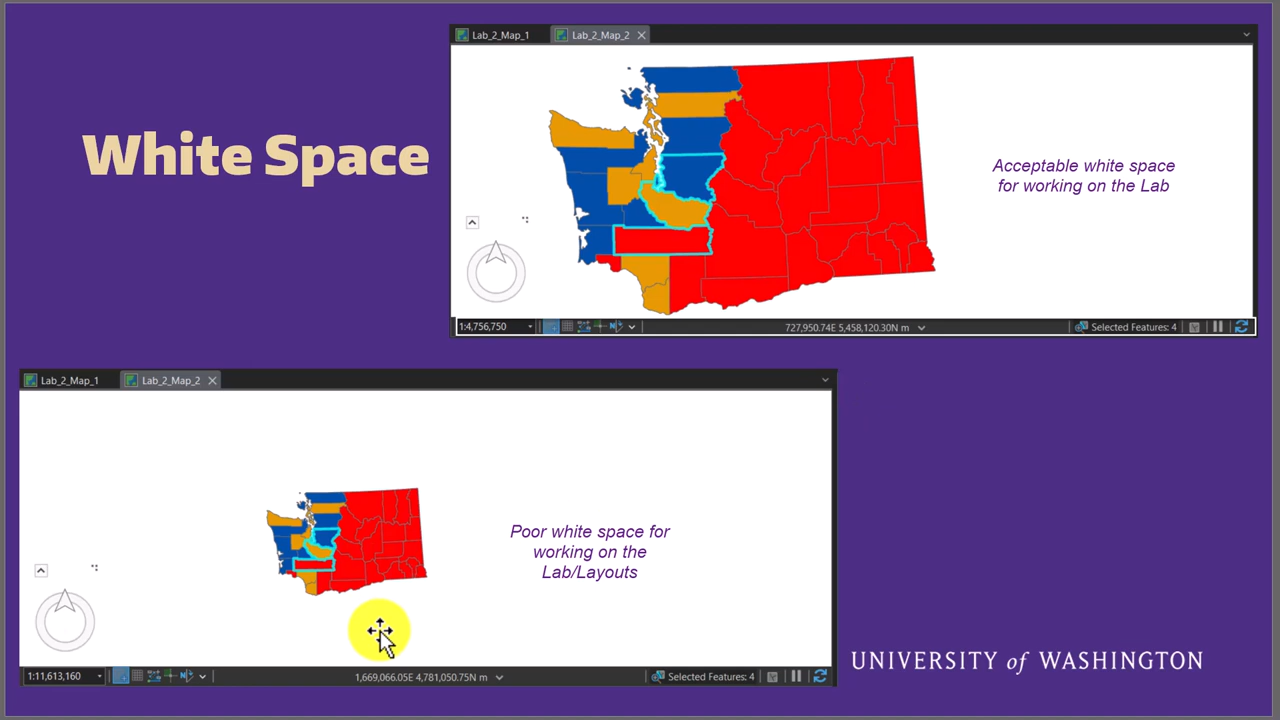 White Space
Lab_2_Map_1 Lab_2_Map_2
Acceptable white space
for working on the Lab
1:4,756,750 727,950.74E 5,458,120.30N m Selected Features: 4
Lab_2_Map_1 Lab_2_Map_2
Poor white space for
working on the
Lab/Layouts
1:11,613,160 1,669,066.05E 4,781,050.75N m Selected Features: 4
UNIVERSITY of WASHINGTON